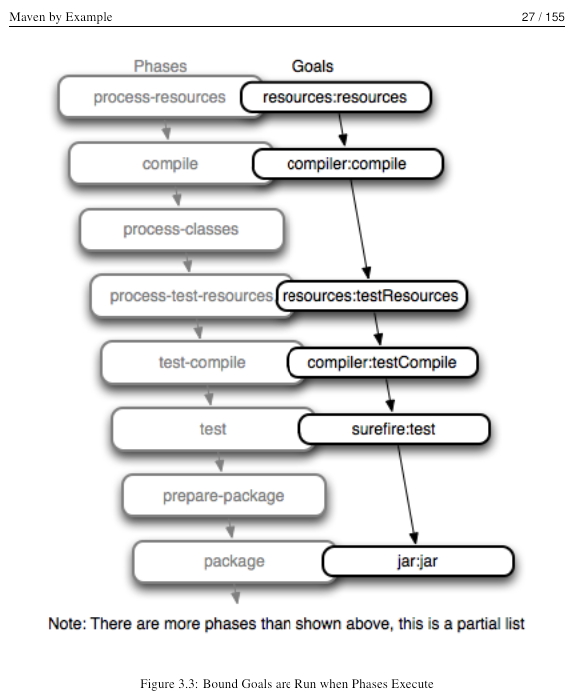 Maven by Example 27 / 155
Phases Goals
process-resources resources:resources
compile compiler:compile
process-classes
process-test-resources resources:testResources
test-compile compiler:testCompile
test surefire:test
prepare-package
package jar:jar
Note: There are more phases than shown above, this is a partial list
Figure 3.3: Bound Goals are Run when Phases Execute